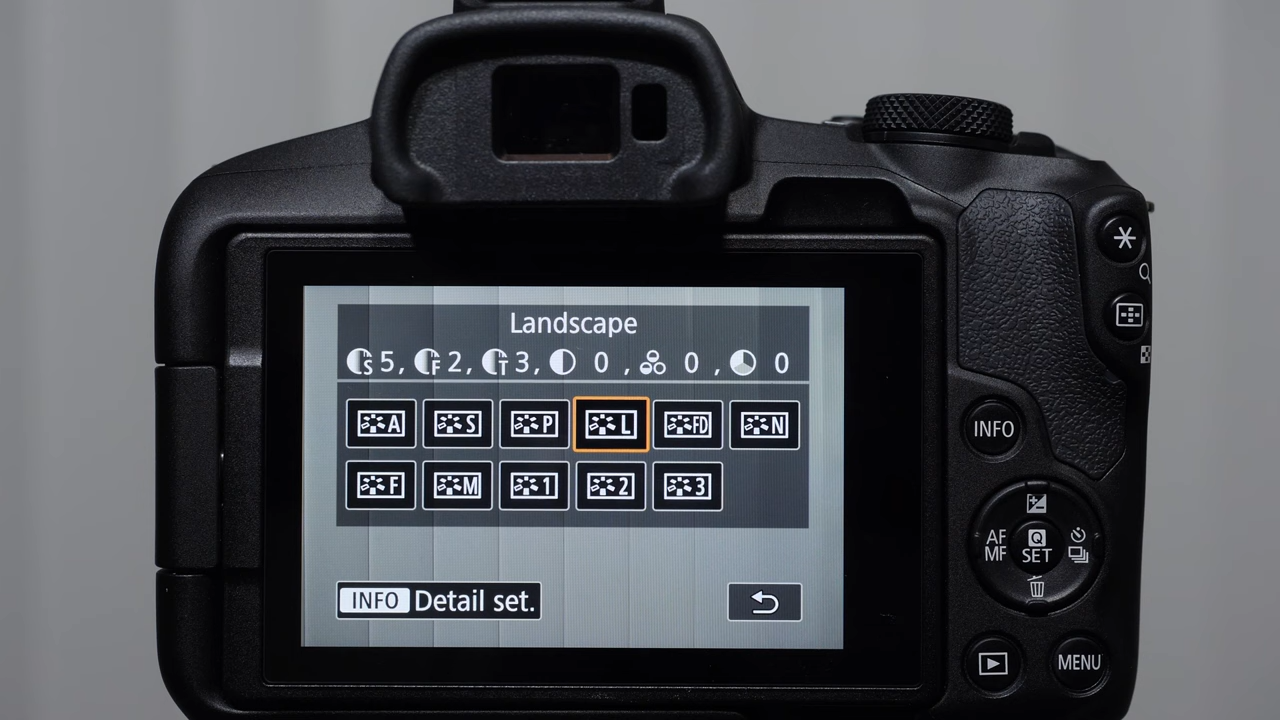 Landscape
S 5, F 2, T 3, 0, 0, 0
A S P L FD N
F M 1 2 3
INFO Detail set.
INFO
AF
MF
Q
SET
MENU